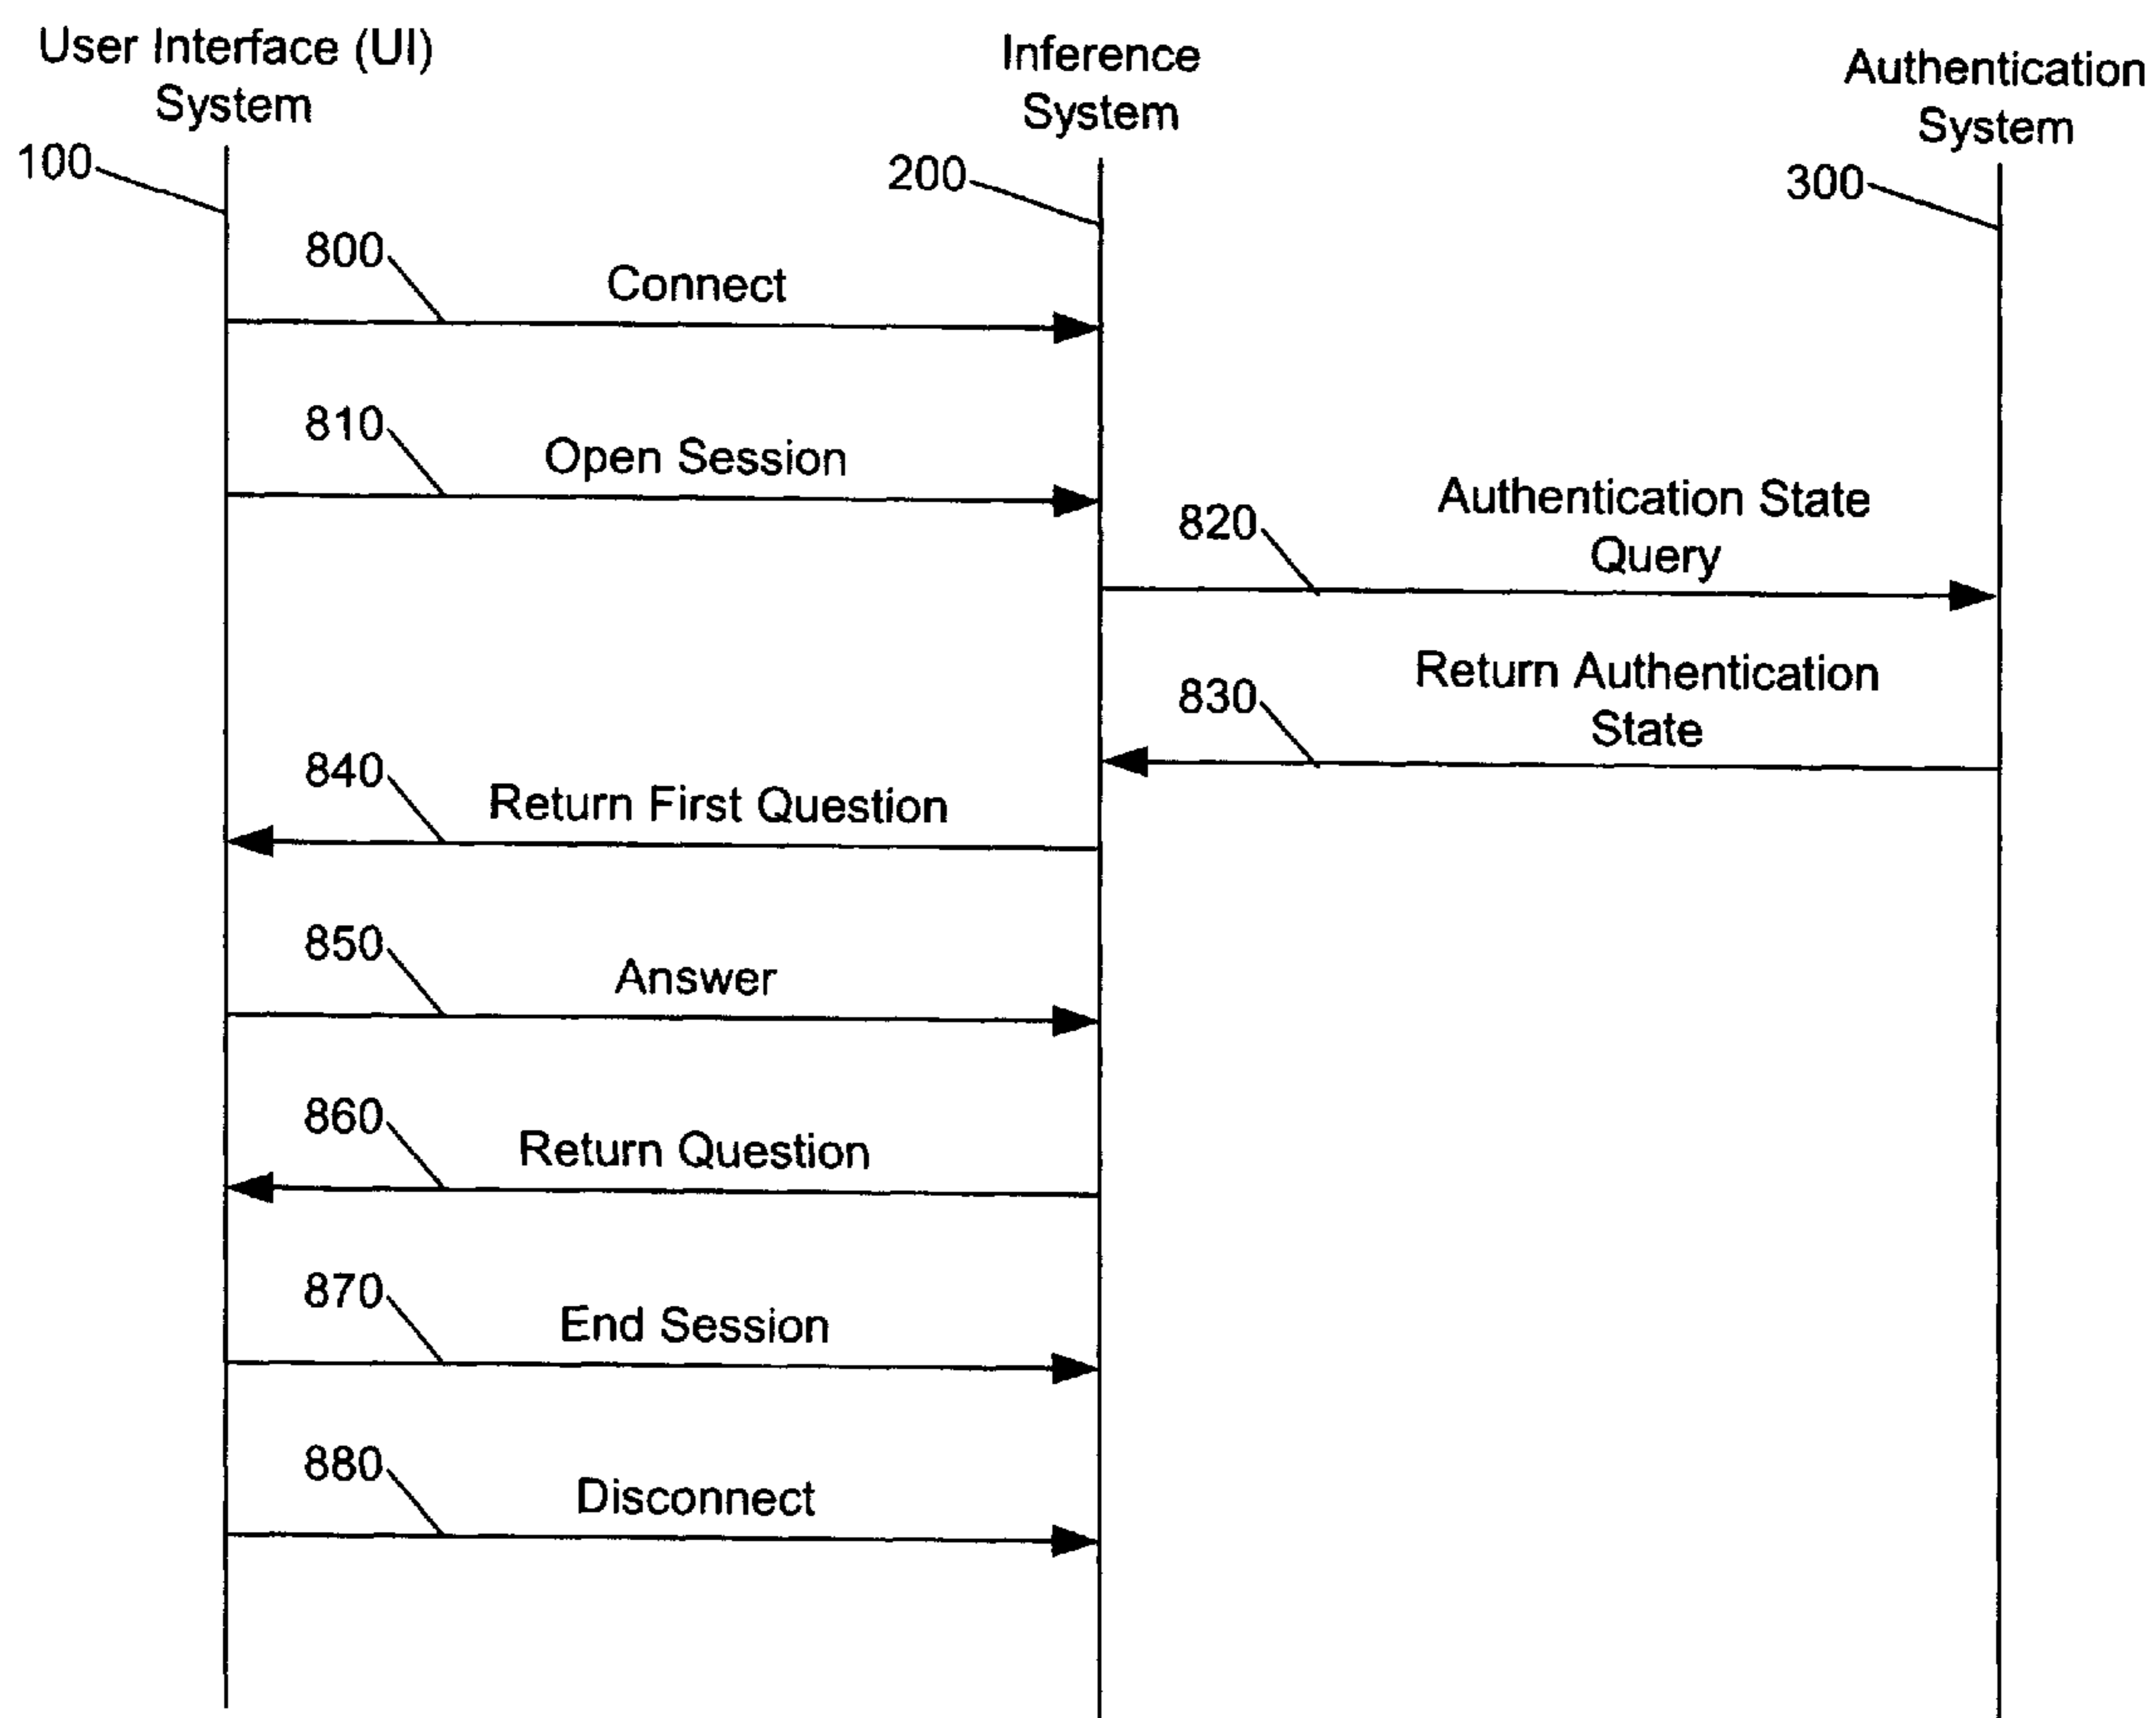 User Interface (UI)
System
Inference
System
Authentication
System
100
200
300
800
Connect
810
Open Session
820
Authentication State
Query
830
Return Authentication
State
840
Return First Question
850
Answer
860
Return Question
870
End Session
880
Disconnect